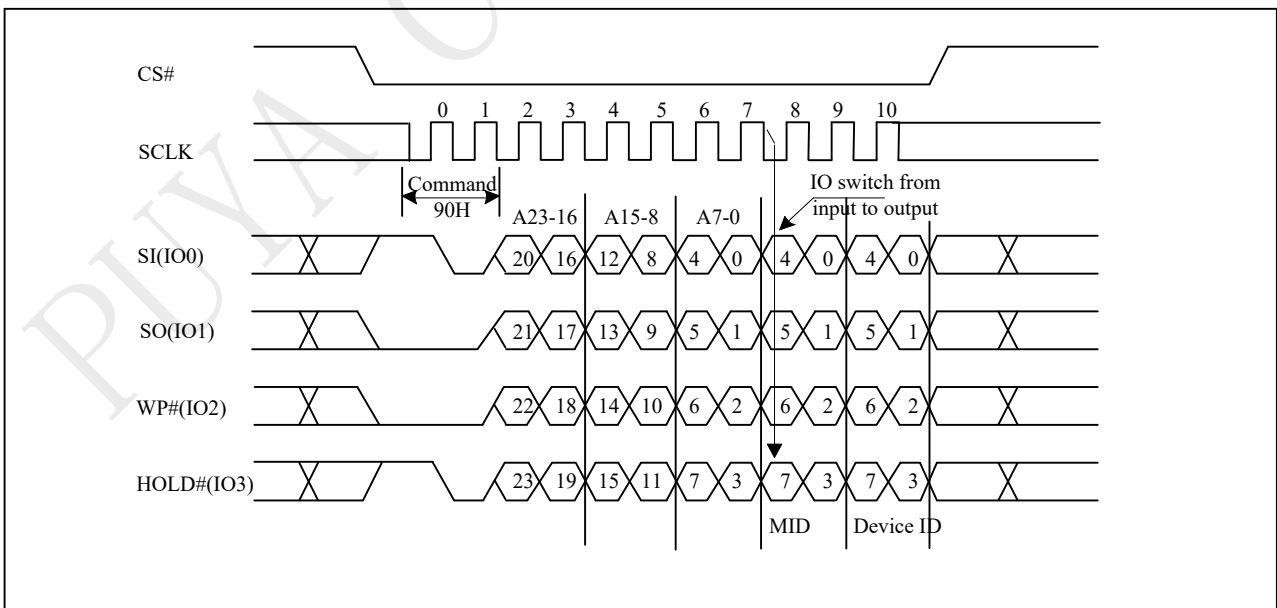 PUYA
CS#
0 1 2 3 4 5 6 7 8 9 10
SCLK
Command
90H
IO switch from
input to output
A23-16 A15-8 A7-0
SI(IO0) 20 16 12 8 4 0 4 0 4 0
SO(IO1) 21 17 13 9 5 1 5 1 5 1
WP#(IO2) 22 18 14 10 6 2 6 2 6 2
HOLD#(IO3) 23 19 15 11 7 3 7 3 7 3
MID Device ID